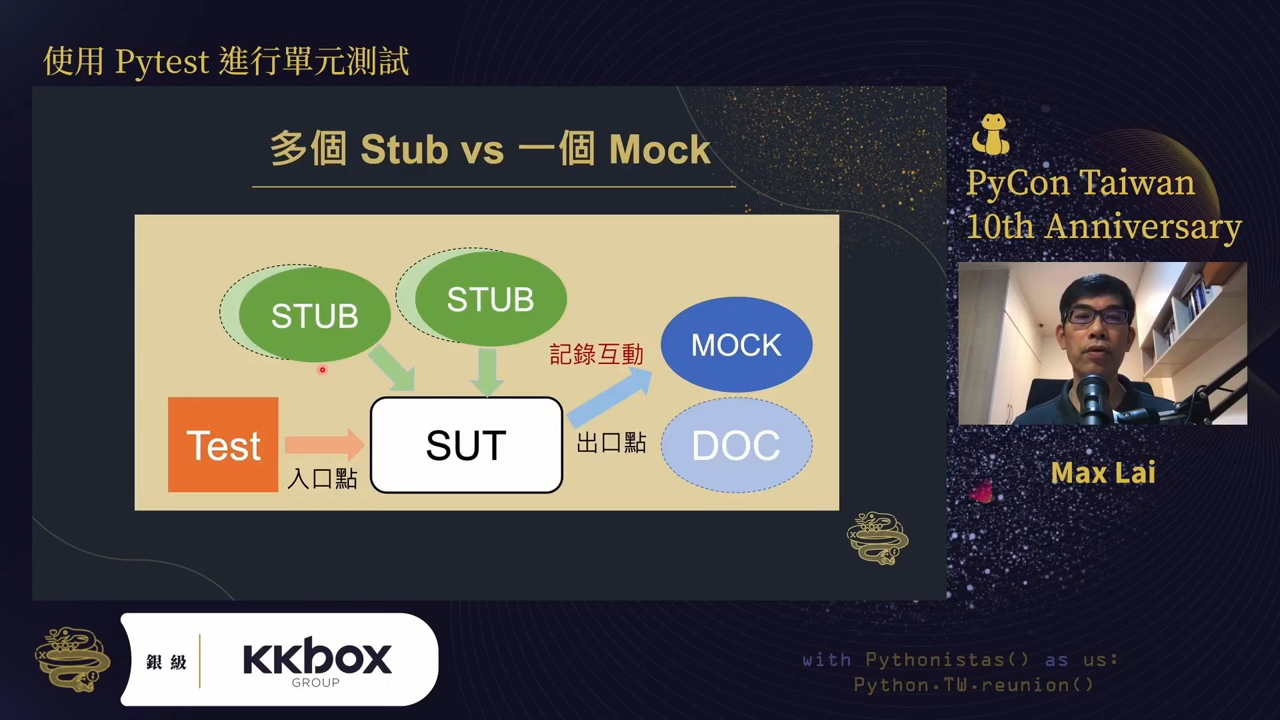 使用 Pytest 進行單元測試
多個 Stub vs 一個 Mock
STUB
STUB
記錄互動
MOCK
Test
入口點
SUT
出口點
DOC
PyCon Taiwan
10th Anniversary
Max Lai
銀級
KKBOX
GROUP
with Pythonistas() as us:
Python.TW.reunion()